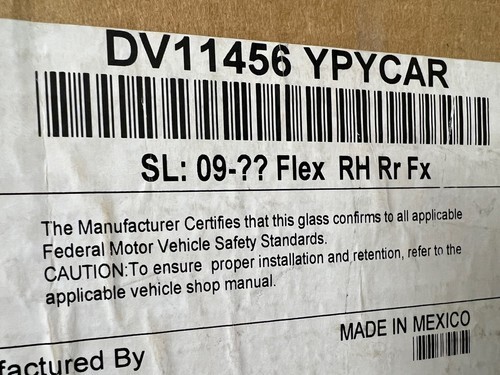 DV11456 YPYCAR
SL: 09-?? Flex RH Rr Fx
The Manufacturer Certifies that this glass confirms to all applicable
Federal Motor Vehicle Safety Standards.
CAUTION:To ensure proper installation and retention, refer to the
applicable vehicle shop manual.
MADE IN MEXICO
factured By